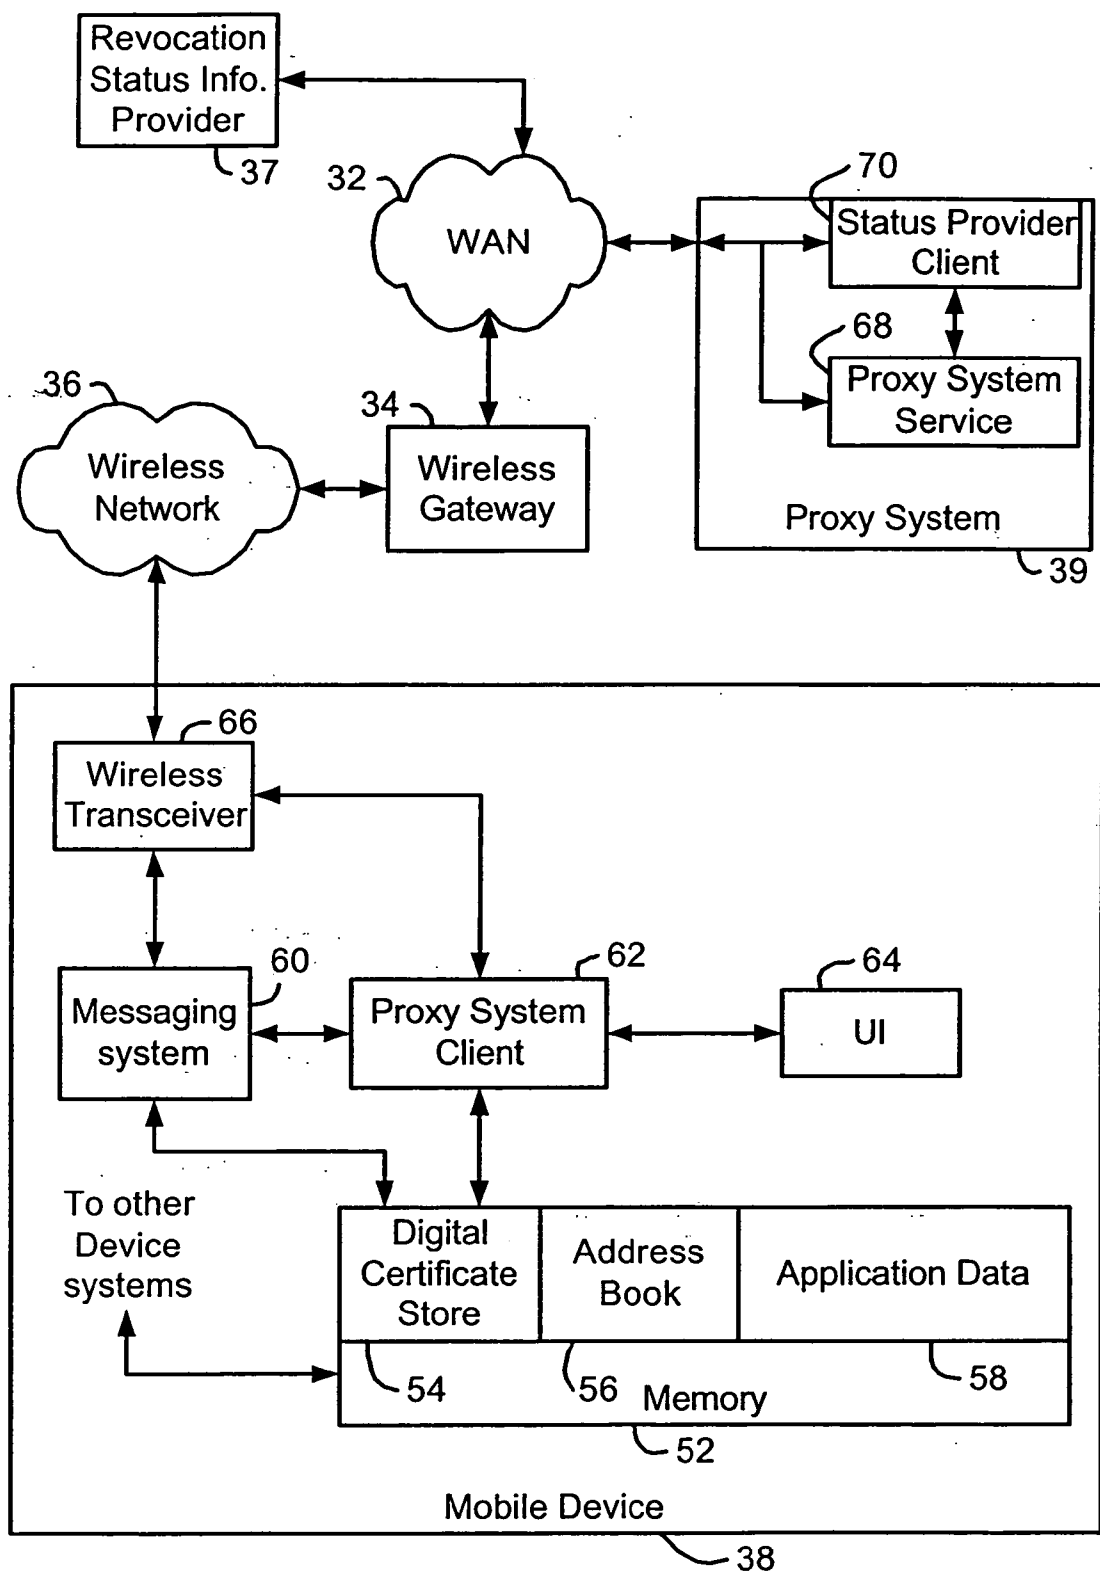 Revocation
Status Info.
Provider
37
32
WAN
70
Status Provider
Client
68
Proxy System
Service
Proxy System
39
36
Wireless
Network
34
Wireless
Gateway
66
Wireless
Transceiver
60
Messaging
system
62
Proxy System
Client
64
UI
To other
Device
systems
Digital
Certificate
Store
Address
Book
Application Data
54
56
58
Memory
52
Mobile Device
38